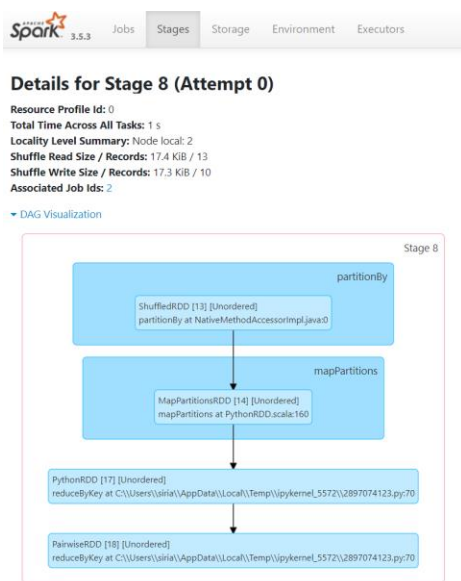 APACHE
Spark 3.5.3 Jobs Stages Storage Environment Executors
Details for Stage 8 (Attempt 0)
Resource Profile Id: 0
Total Time Across All Tasks: 1 s
Locality Level Summary: Node local: 2
Shuffle Read Size / Records: 17.4 KiB / 13
Shuffle Write Size / Records: 17.3 KiB / 10
Associated Job Ids: 2
DAG Visualization
Stage 8
partitionBy
ShuffledRDD [13] [Unordered]
partitionBy at NativeMethodAccessorImpl.java:0
mapPartitions
MapPartitionsRDD [14] [Unordered]
mapPartitions at PythonRDD.scala:160
PythonRDD [17] [Unordered]
reduceByKey at C:\\Users\\siria\\AppData\\Local\\Temp\\ipykernel_5572\\2897074123.py:70
PairwiseRDD [18] [Unordered]
reduceByKey at C:\\Users\\siria\\AppData\\Local\\Temp\\ipykernel_5572\\2897074123.py:70